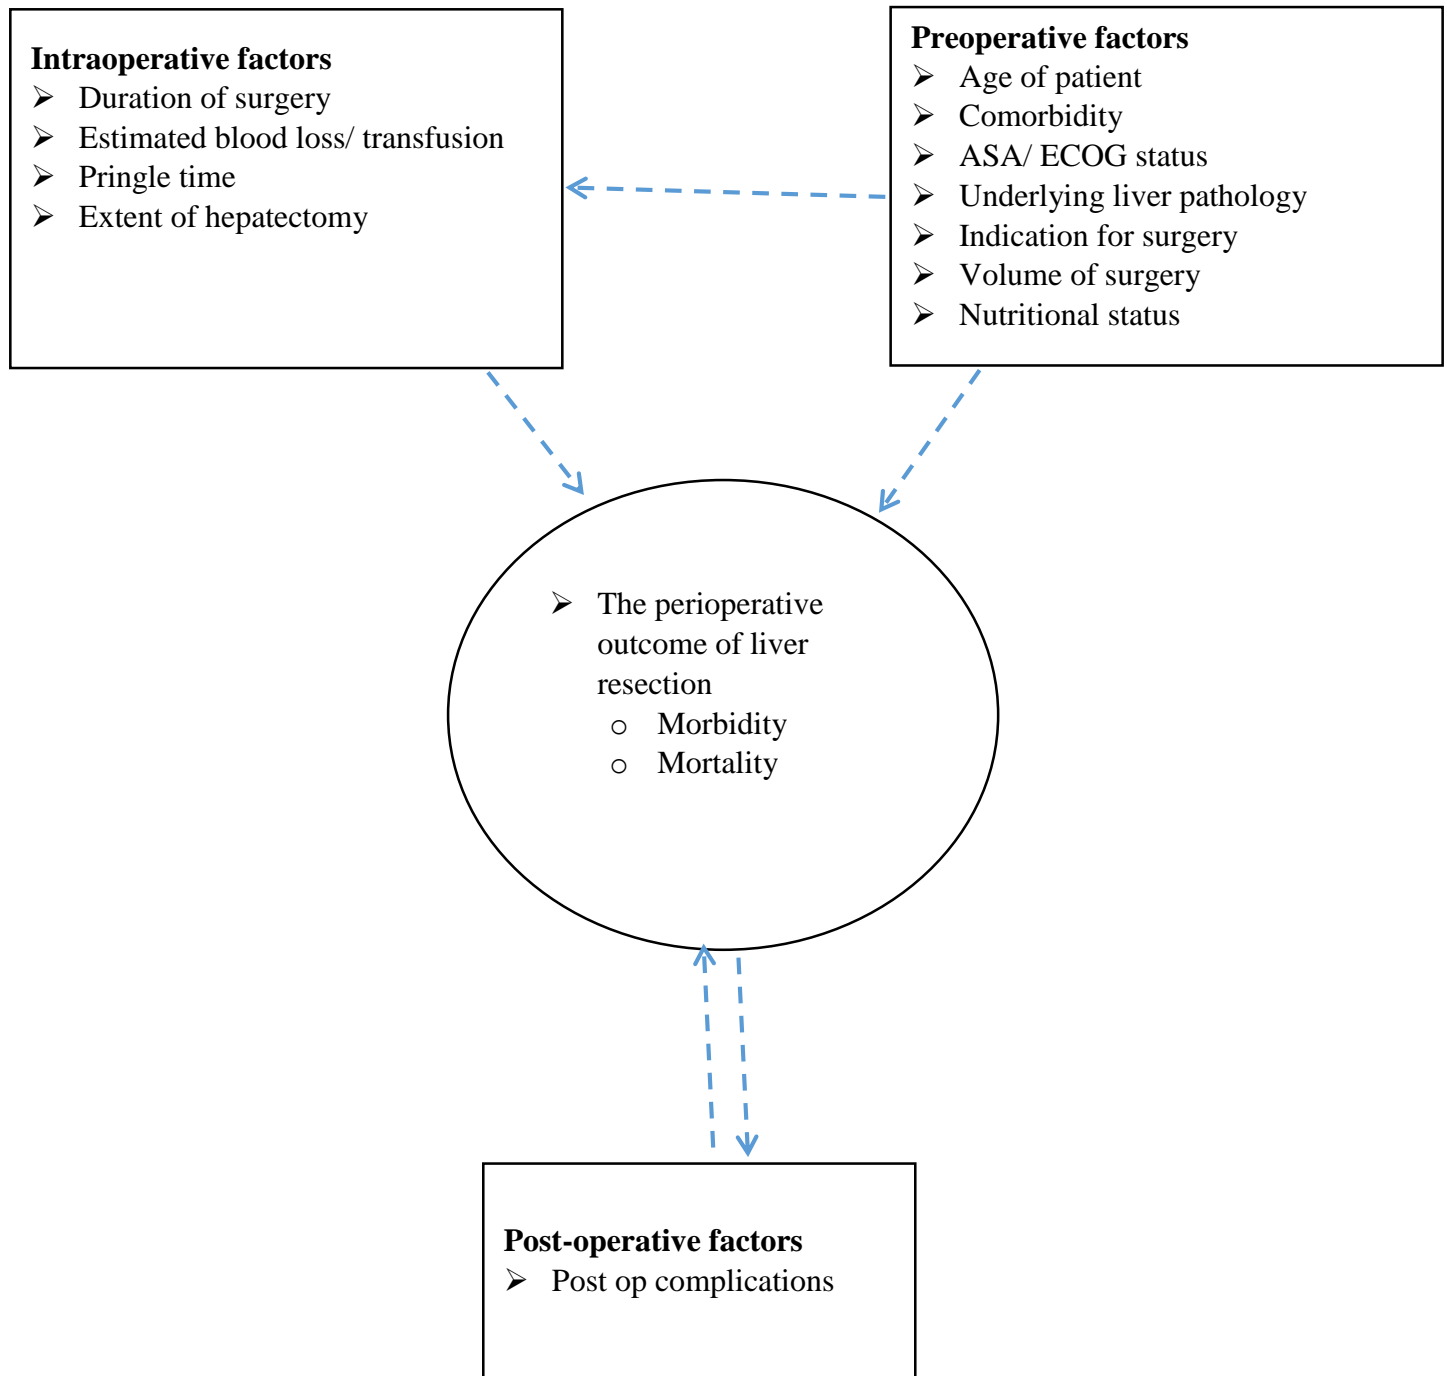 Intraoperative factors
➢ Duration of surgery
➢ Estimated blood loss/ transfusion
➢ Pringle time
➢ Extent of hepatectomy
Preoperative factors
➢ Age of patient
➢ Comorbidity
➢ ASA/ ECOG status
➢ Underlying liver pathology
➢ Indication for surgery
➢ Volume of surgery
➢ Nutritional status
➢ The perioperative
outcome of liver
resection
o Morbidity
o Mortality
Post-operative factors
➢ Post op complications